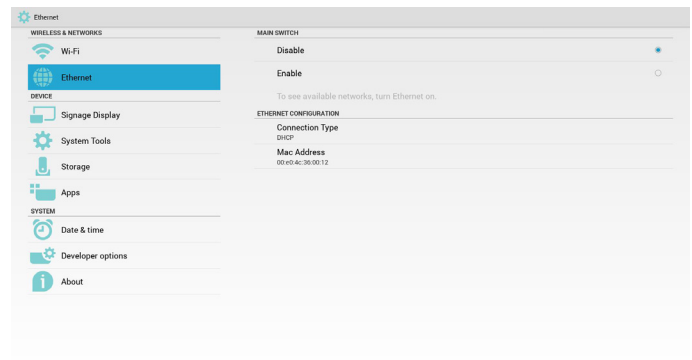 Ethernet
WIRELESS & NETWORKS
Wi-Fi
Ethernet
DEVICE
Signage Display
System Tools
Storage
Apps
SYSTEM
Date & time
Developer options
About
MAIN SWITCH
Disable
Enable
To see available networks, turn Ethernet on.
ETHERNET CONFIGURATION
Connection Type
DHCP
Mac Address
00:e0:4c:36:00:12